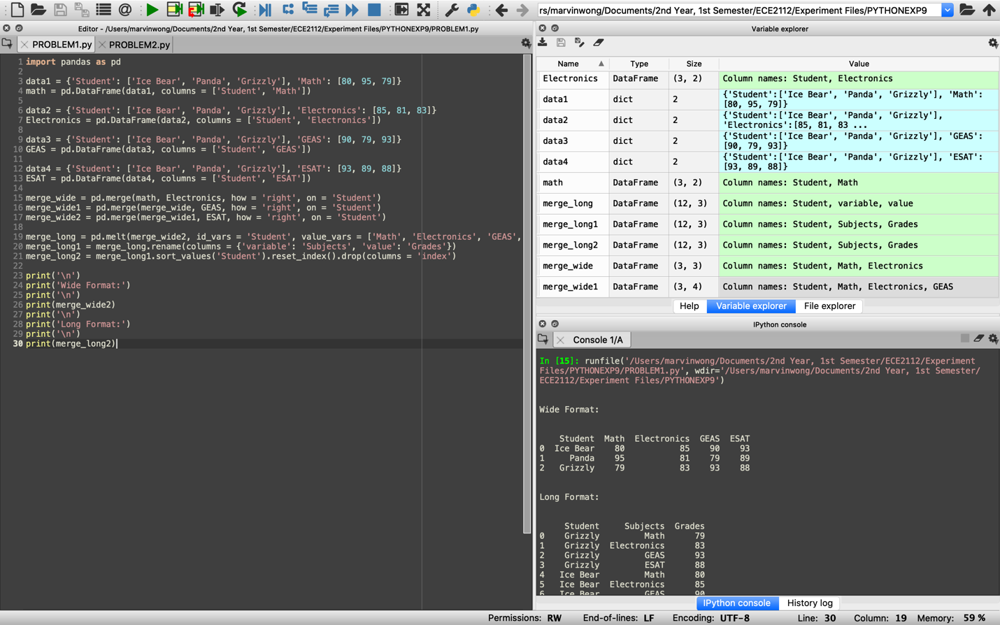 rs/marvinwong/Documents/2nd Year, 1st Semester/ECE2112/Experiment Files/PYTHONEXP9
Editor - /Users/marvinwong/Documents/2nd Year, 1st Semester/ECE2112/Experiment Files/PYTHONEXP9/PROBLEM1.py
PROBLEM1.py PROBLEM2.py
1 import pandas as pd
2
3 data1 = {'Student': ['Ice Bear', 'Panda', 'Grizzly'], 'Math': [80, 95, 79]}
4 math = pd.DataFrame(data1, columns = ['Student', 'Math'])
5
6 data2 = {'Student': ['Ice Bear', 'Panda', 'Grizzly'], 'Electronics': [85, 81, 83]}
7 Electronics = pd.DataFrame(data2, columns = ['Student', 'Electronics'])
8
9 data3 = {'Student': ['Ice Bear', 'Panda', 'Grizzly'], 'GEAS': [90, 79, 93]}
10 GEAS = pd.DataFrame(data3, columns = ['Student', 'GEAS'])
11
12 data4 = {'Student': ['Ice Bear', 'Panda', 'Grizzly'], 'ESAT': [93, 89, 88]}
13 ESAT = pd.DataFrame(data4, columns = ['Student', 'ESAT'])
14
15 merge_wide = pd.merge(math, Electronics, how = 'right', on = 'Student')
16 merge_wide1 = pd.merge(merge_wide, GEAS, how = 'right', on = 'Student')
17 merge_wide2 = pd.merge(merge_wide1, ESAT, how = 'right', on = 'Student')
18
19 merge_long = pd.melt(merge_wide2, id_vars = 'Student', value_vars = ['Math', 'Electronics', 'GEAS',
20 merge_long1 = merge_long.rename(columns = {'variable': 'Subjects', 'value': 'Grades'})
21 merge_long2 = merge_long1.sort_values('Student').reset_index().drop(columns = 'index')
22
23 print('\n')
24 print('Wide Format:')
25 print('\n')
26 print(merge_wide2)
27 print('\n')
28 print('Long Format:')
29 print('\n')
30 print(merge_long2)
Variable explorer
Name Type Size Value
Electronics DataFrame (3, 2) Column names: Student, Electronics
data1 dict 2 {'Student':['Ice Bear', 'Panda', 'Grizzly'], 'Math':
[80, 95, 79]}
data2 dict 2 {'Student':['Ice Bear', 'Panda', 'Grizzly'],
'Electronics':[85, 81, 83 ...
data3 dict 2 {'Student':['Ice Bear', 'Panda', 'Grizzly'], 'GEAS':
[90, 79, 93]}
data4 dict 2 {'Student':['Ice Bear', 'Panda', 'Grizzly'], 'ESAT':
[93, 89, 88]}
math DataFrame (3, 2) Column names: Student, Math
merge_long DataFrame (12, 3) Column names: Student, variable, value
merge_long1 DataFrame (12, 3) Column names: Student, Subjects, Grades
merge_long2 DataFrame (12, 3) Column names: Student, Subjects, Grades
merge_wide DataFrame (3, 3) Column names: Student, Math, Electronics
merge_wide1 DataFrame (3, 4) Column names: Student, Math, Electronics, GEAS
Help Variable explorer File explorer
IPython console
Console 1/A
In [15]: runfile('/Users/marvinwong/Documents/2nd Year, 1st Semester/ECE2112/Experiment
Files/PYTHONEXP9/PROBLEM1.py', wdir='/Users/marvinwong/Documents/2nd Year, 1st Semester/
ECE2112/Experiment Files/PYTHONEXP9')
Wide Format:
Student Math Electronics GEAS ESAT
0 Ice Bear 80 85 90 93
1 Panda 95 81 79 89
2 Grizzly 79 83 93 88
Long Format:
Student Subjects Grades
0 Grizzly Math 79
1 Grizzly Electronics 83
2 Grizzly GEAS 93
3 Grizzly ESAT 88
4 Ice Bear Math 80
5 Ice Bear Electronics 85
6 Ice Bear GEAS 90
IPython console History log
Permissions: RW End-of-lines: LF Encoding: UTF-8 Line: 30 Column: 19 Memory: 59 %